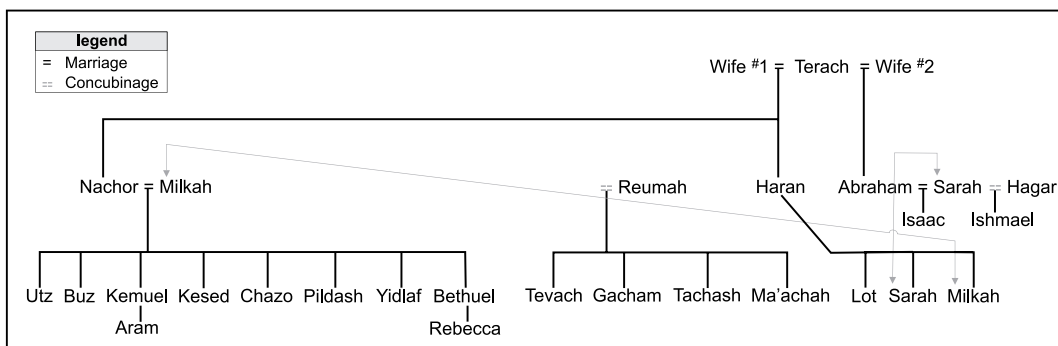 legend
= Marriage
== Concubinage
Wife #1 = Terach = Wife #2
Nachor = Milkah == Reumah Haran Abraham = Sarah == Hagar
Isaac Ishmael
Utz Buz Kemuel Kesed Chazo Pildash Yidlaf Bethuel Tevach Gacham Tachash Ma'achah Lot Sarah Milkah
Aram Rebecca